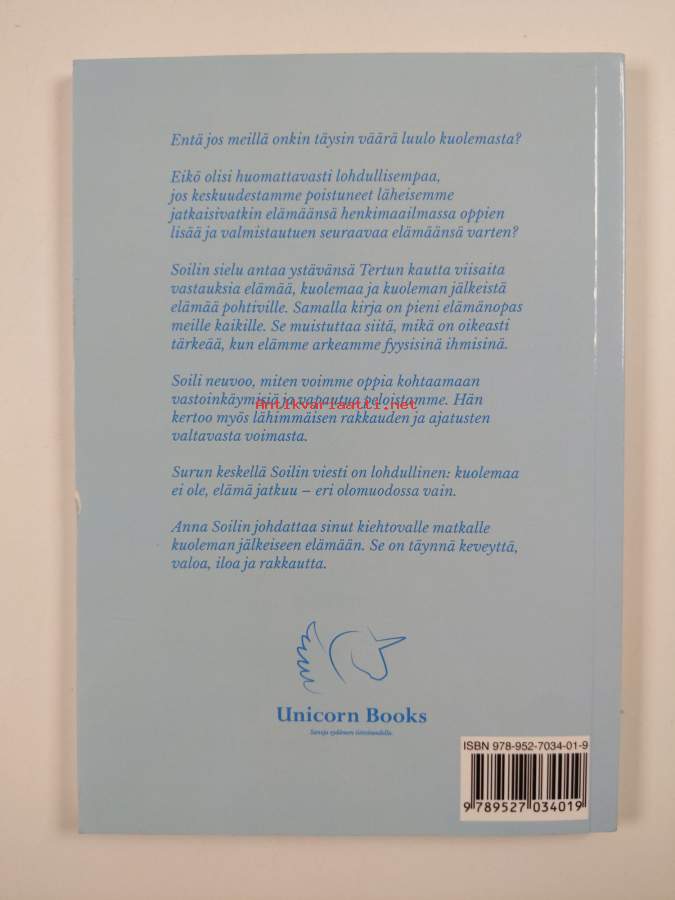 Entä jos meillä onkin täysin väärä luulo kuolemasta?
Eikö olisi huomattavasti lohdullisempaa,
jos keskuudestamme poistuneet läheisemme
jatkaisivatkin elämäänsä henkimaailmassa oppien
lisää ja valmistautuen seuraavaa elämäänsä varten?
Soilin sielu antaa ystävänsä Tertun kautta viisaita
vastauksia elämää, kuolemaa ja kuoleman jälkeistä
elämää pohtiville. Samalla kirja on pieni elämänopas
meille kaikille. Se muistuttaa siitä, mikä on oikeasti
tärkeää, kun elämme arkeamme fyysisinä ihmisinä.
Soili neuvoo, miten voimme oppia kohtaamaan
vastoinkäymisiä ja vapautua peloistamme. Hän
Antikvariaatti.net
kertoo myös lähimmäisen rakkauden ja ajatusten
valtavasta voimasta.
Surun keskellä Soilin viesti on lohdullinen: kuolemaa
ei ole, elämä jatkuu – eri olomuodossa vain.
Anna Soilin johdattaa sinut kiehtovalle matkalle
kuoleman jälkeiseen elämään. Se on täynnä keveyttä,
valoa, iloa ja rakkautta.
Unicorn Books
Sanoja sydämen
ISBN 978-952-7034-01-9
9 789527 034019